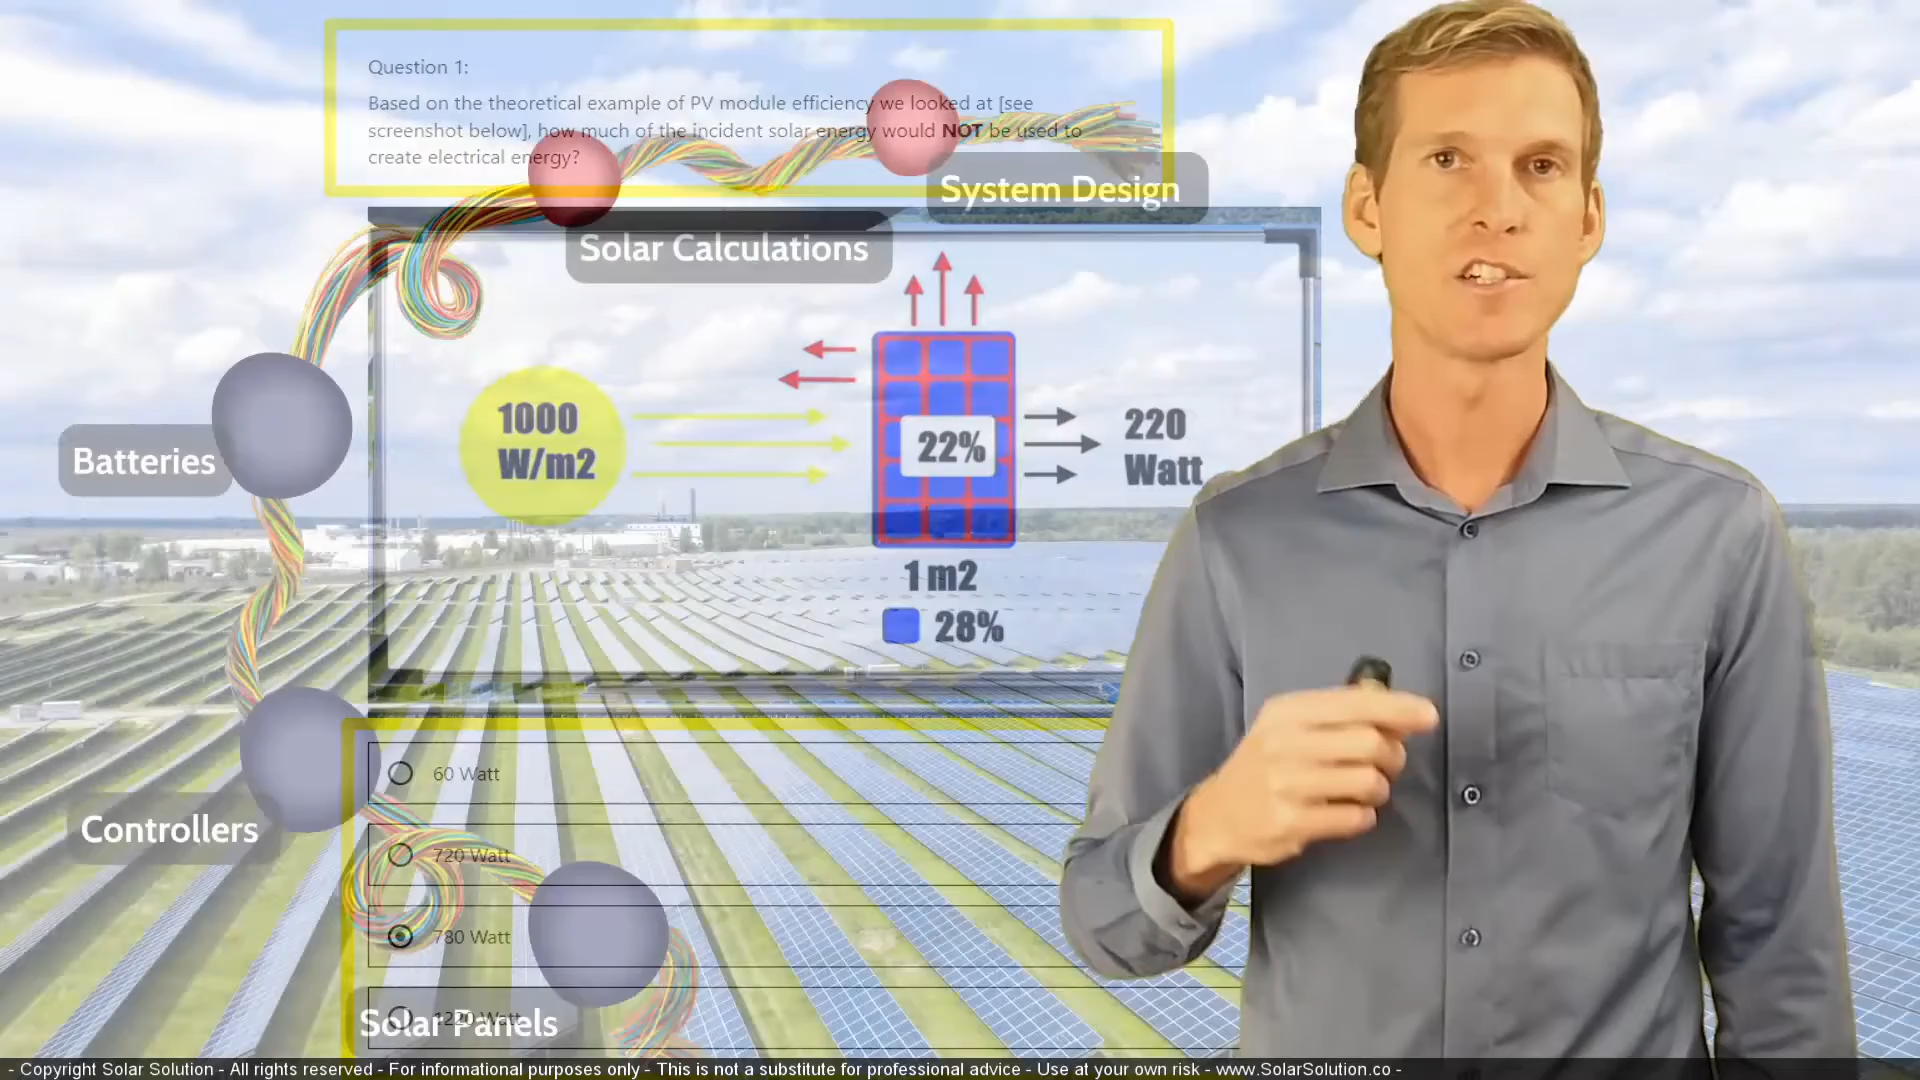 Question 1:
Based on the theoretical example of PV module efficiency we looked at [see
screenshot below], how much of the incident solar energy would NOT be used to
create electrical energy?
System Design
Solar Calculations
1000
W/m2
22%
220
Watt
Batteries
1 m2
28%
60 Watt
Controllers
720 Watt
780 Watt
1220 Watt
Solar Panels
- Copyright Solar Solution - All rights reserved - For informational purposes only - This is not a substitute for professional advice - Use at your own risk - www.SolarSolution.co -